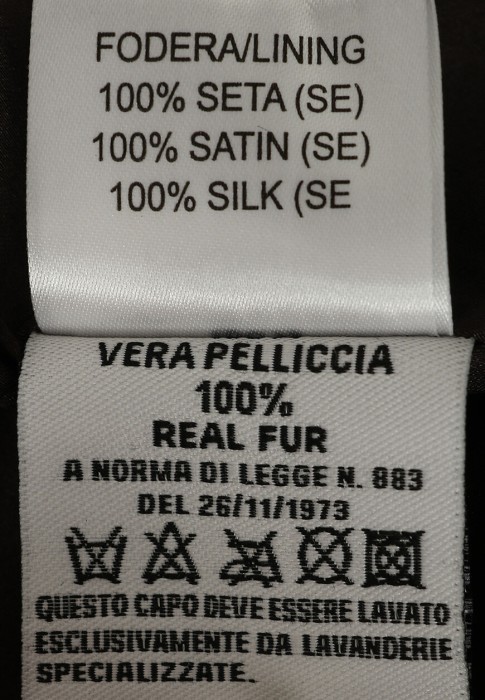 FODERA/LINING
100% SETA (SE)
100% SATIN (SE)
100% SILK (SE
VERA PELLICCIA
100%
REAL FUR
A NORMA DI LEGGE N. 883
DEL 26/11/1973
QUESTO CAPO DEVE ESSERE LAVATO
ESCLUSIVAMENTE DA LAVANDERIE
SPECIALIZZATE.